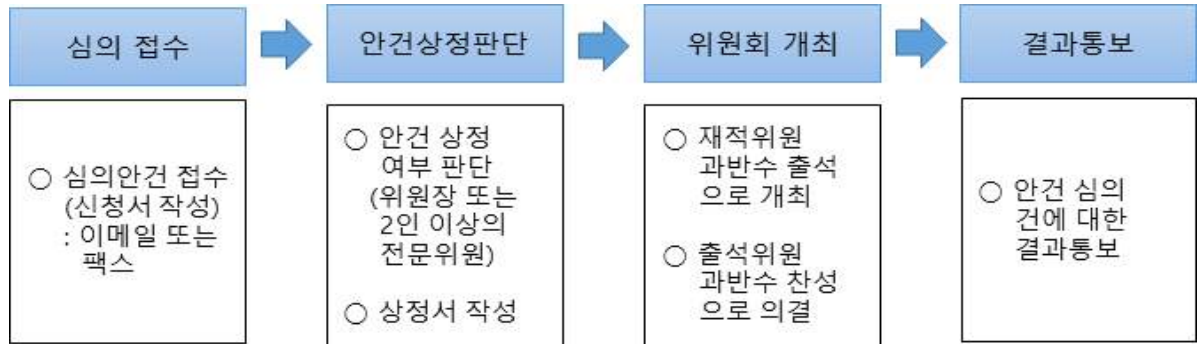 심의 접수
안건상정판단
위원회 개최
결과통보
○ 심의안건 접수
(신청서 작성)
: 이메일 또는
팩스
○ 안건 상정
여부 판단
(위원장 또는
2인 이상의
전문위원)
○ 상정서 작성
○ 재적위원
과반수 출석
으로 개최
○ 출석위원
과반수 찬성
으로 의결
○ 안건 심의
건에 대한
결과통보